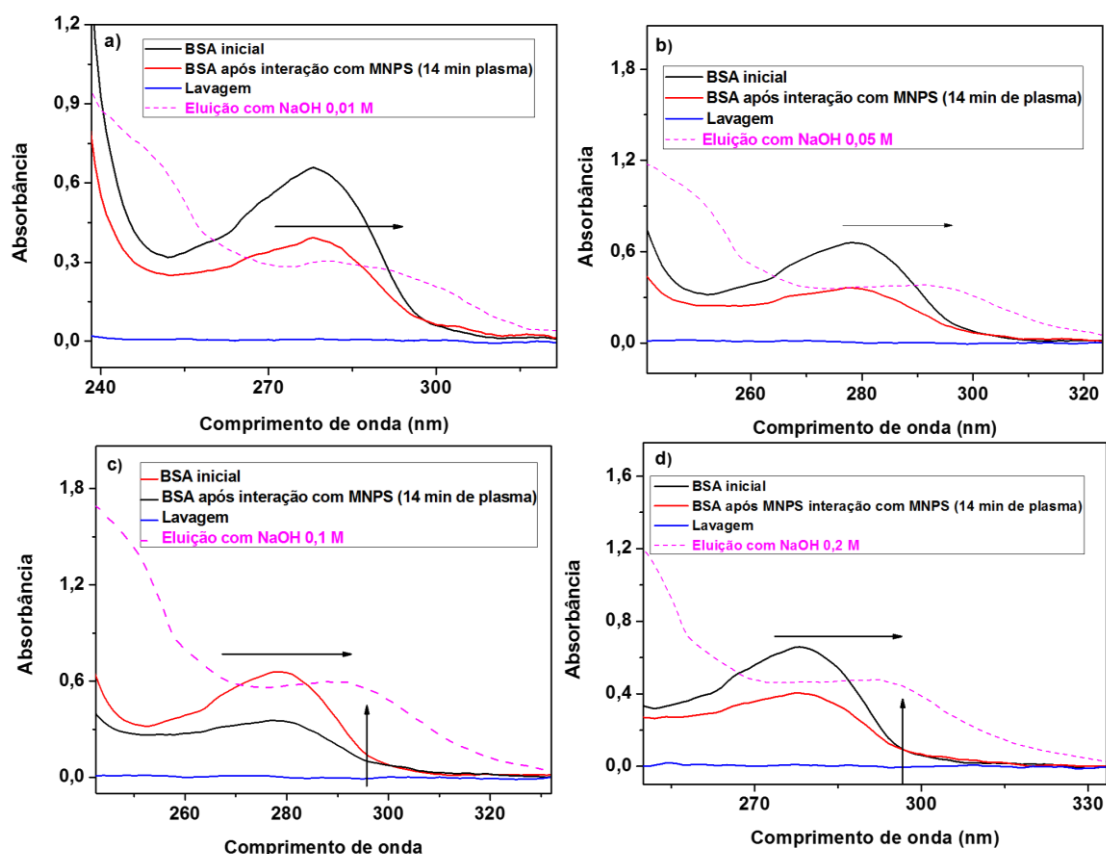 a)
BSA inicial
BSA após interação com MNPS (14 min plasma)
Lavagem
Eluição com NaOH 0,01 M
1,2
0,9
0,6
0,3
0,0
Absorbância
240 270 300
Comprimento de onda (nm)
b)
BSA inicial
BSA após interação com MNPS (14 min de plasma)
Lavagem
Eluição com NaOH 0,05 M
1,8
1,2
0,6
0,0
Absorbância
260 280 300 320
Comprimento de onda (nm)
c)
BSA inicial
BSA após interação com MNPS (14 min de plasma)
Lavagem
Eluição com NaOH 0,1 M
1,8
1,2
0,6
0,0
Absorbância
260 280 300 320
Comprimento de onda
d)
BSA inicial
BSA após MNPS interação com MNPS (14 min de plasma)
Lavagem
Eluição com NaOH 0,2 M
1,6
1,2
0,8
0,4
0,0
Absorbância
270 300 330
Comprimento de onda (nm)